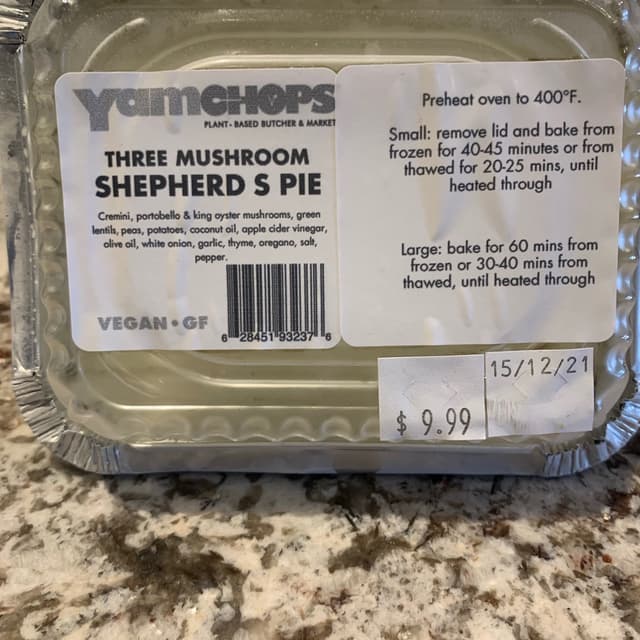 YamCHOPS
PLANT-BASED BUTCHER & MARKET
THREE MUSHROOM
SHEPHERD S PIE
Cremini, portobello & king oyster mushrooms, green
lentils, peas, potatoes, coconut oil, apple cider vinegar,
olive oil, white onion, garlic, thyme, oregano, salt,
pepper.
VEGAN • GF
6 28451 93237 6
Preheat oven to 400°F.
Small: remove lid and bake from
frozen for 40-45 minutes or from
thawed for 20-25 mins, until
heated through
Large: bake for 60 mins from
frozen or 30-40 mins from
thawed, until heated through
$ 9.99
15/12/21